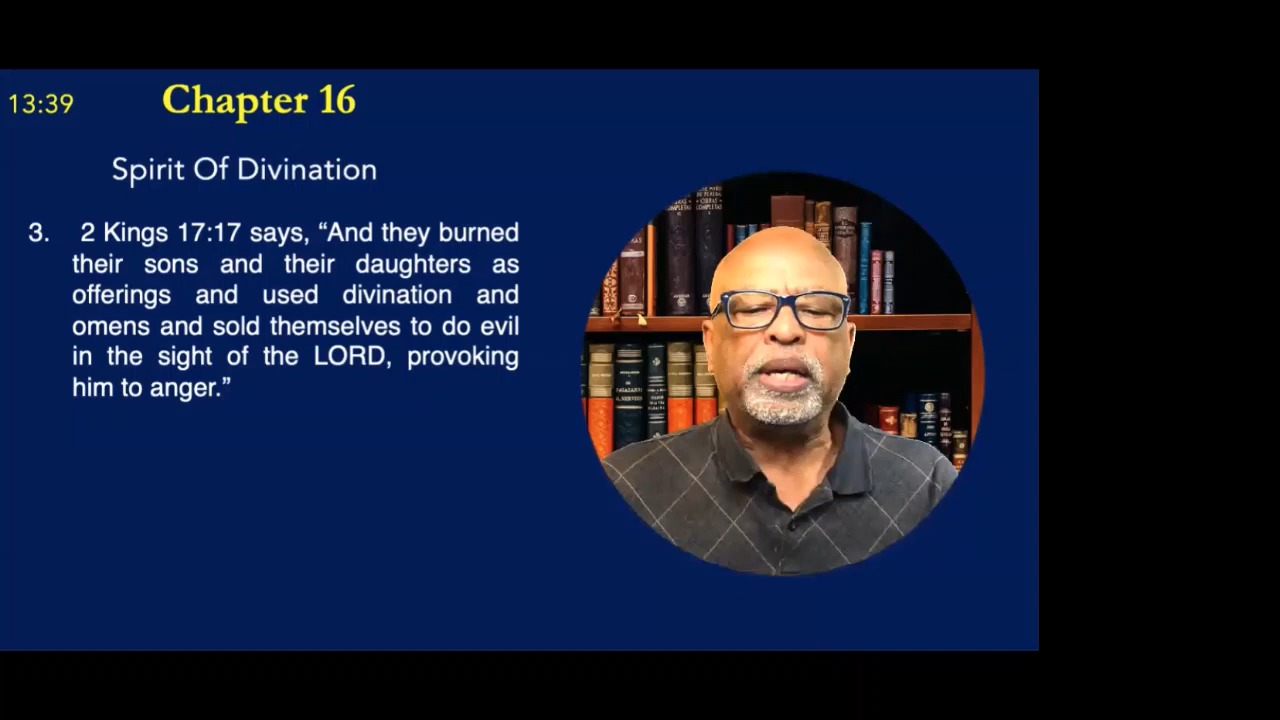 13:39
Chapter 16
Spirit Of Divination
3. 2 Kings 17:17 says, “And they burned
their sons and their daughters as
offerings and used divination and
omens and sold themselves to do evil
in the sight of the LORD, provoking
him to anger.”